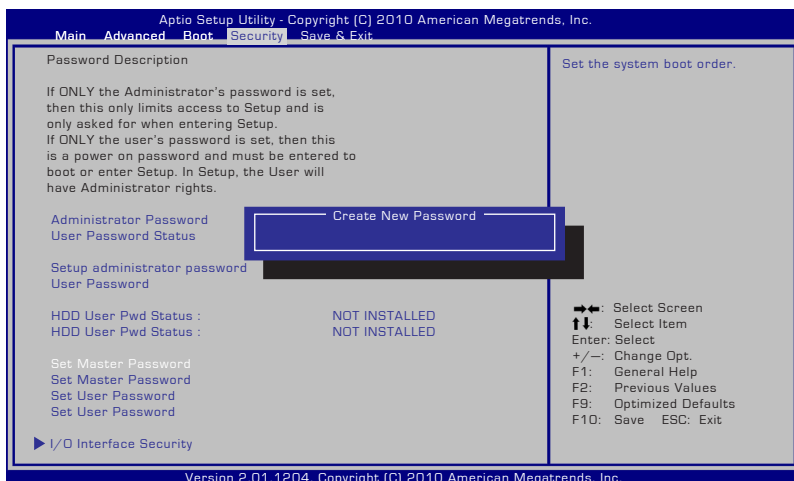 Aptio Setup Utility - Copyright (C) 2010 American Megatrends, Inc.
Main Advanced Boot Security Save & Exit
Password Description
If ONLY the Administrator's password is set,
then this only limits access to Setup and is
only asked for when entering Setup.
If ONLY the user's password is set, then this
is a power on password and must be entered to
boot or enter Setup. In Setup, the User will
have Administrator rights.
Administrator Password
User Password Status
Create New Password
Setup administrator password
User Password
HDD User Pwd Status : NOT INSTALLED
HDD User Pwd Status : NOT INSTALLED
Set Master Password
Set Master Password
Set User Password
Set User Password
I/O Interface Security
Set the system boot order.
→←: Select Screen
↑↓: Select Item
Enter: Select
+/—: Change Opt.
F1: General Help
F2: Previous Values
F9: Optimized Defaults
F10: Save ESC: Exit
Version 2.01.1204. Copyright (C) 2010 American Megatrends, Inc.